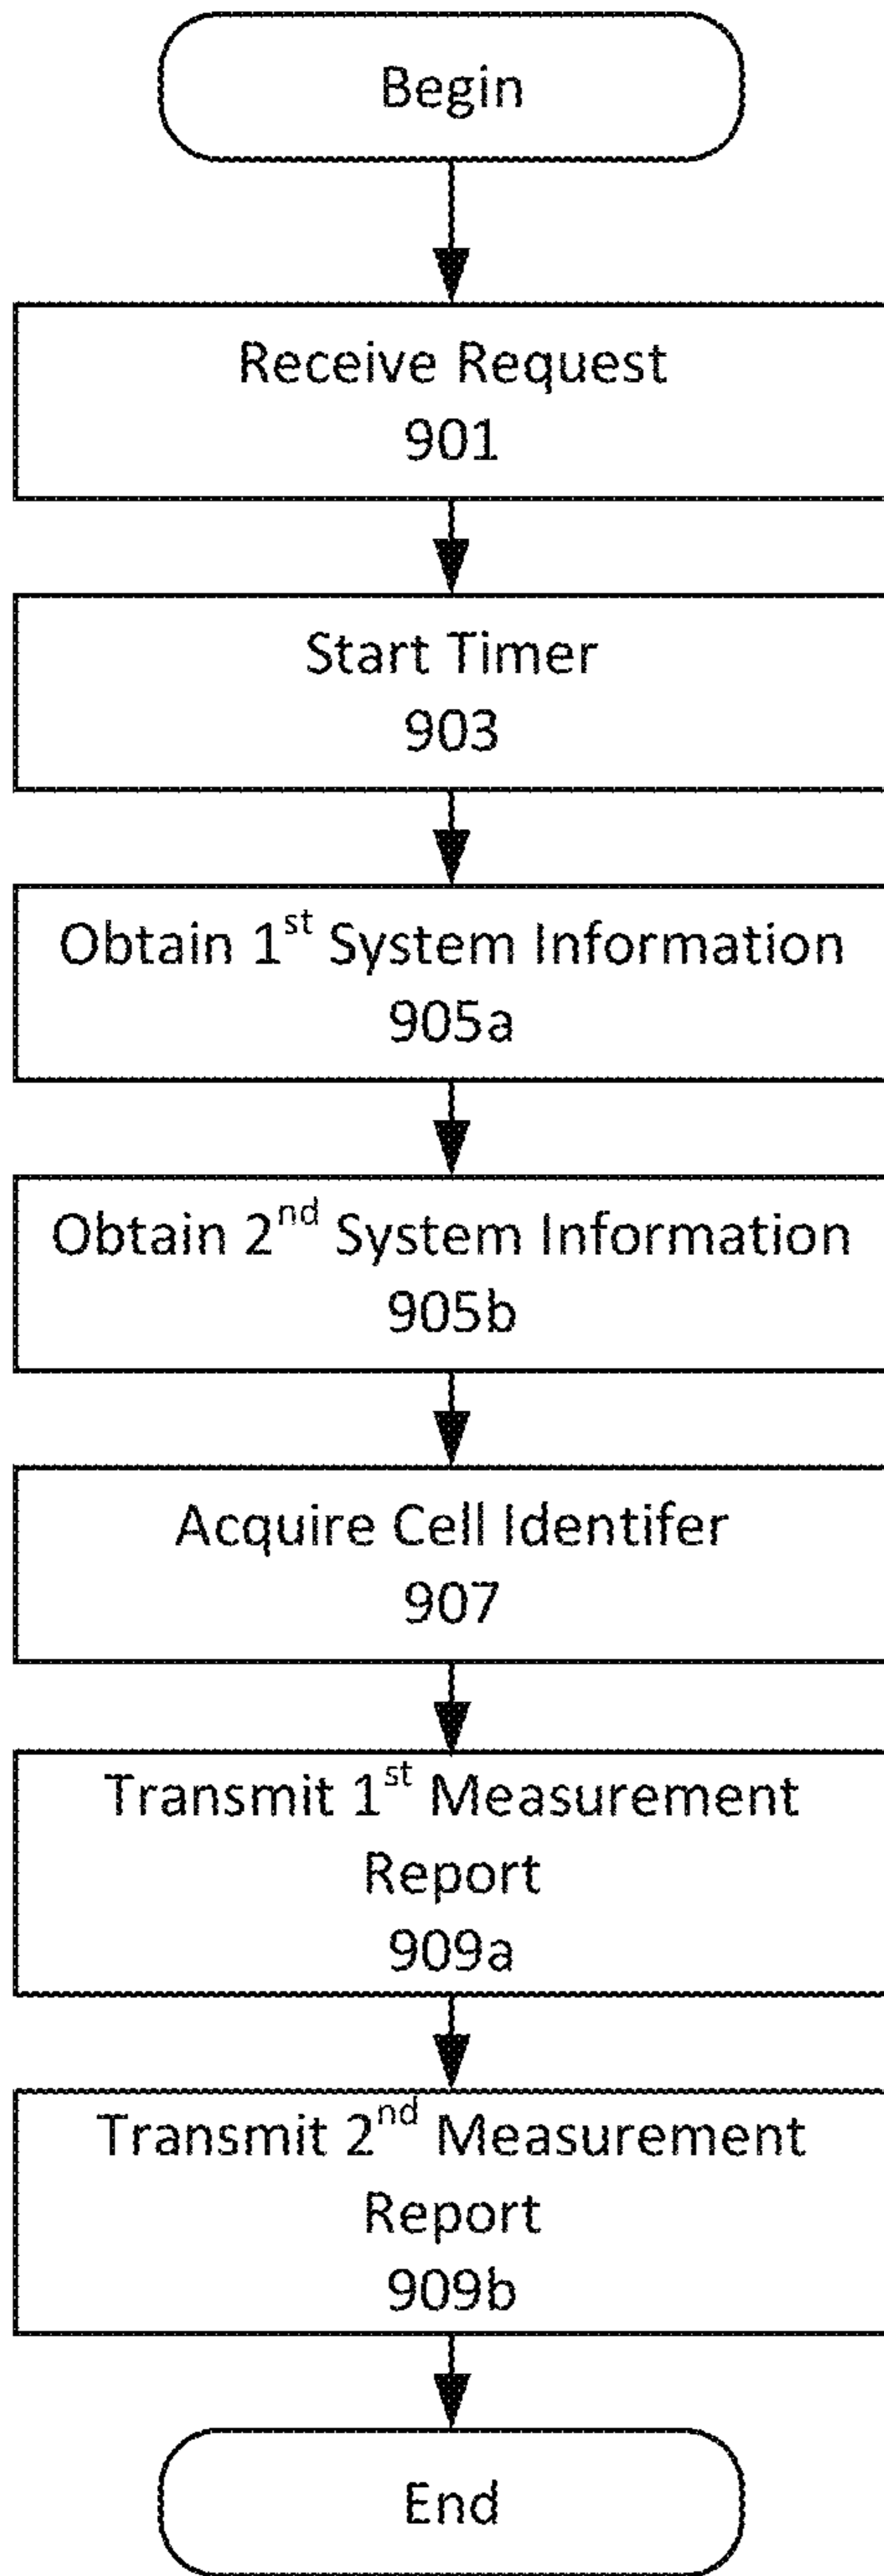 Begin
Receive Request
901
Start Timer
903
Obtain 1st System Information
905a
Obtain 2nd System Information
905b
Acquire Cell Identifer
907
Transmit 1st Measurement
Report
909a
Transmit 2nd Measurement
Report
909b
End